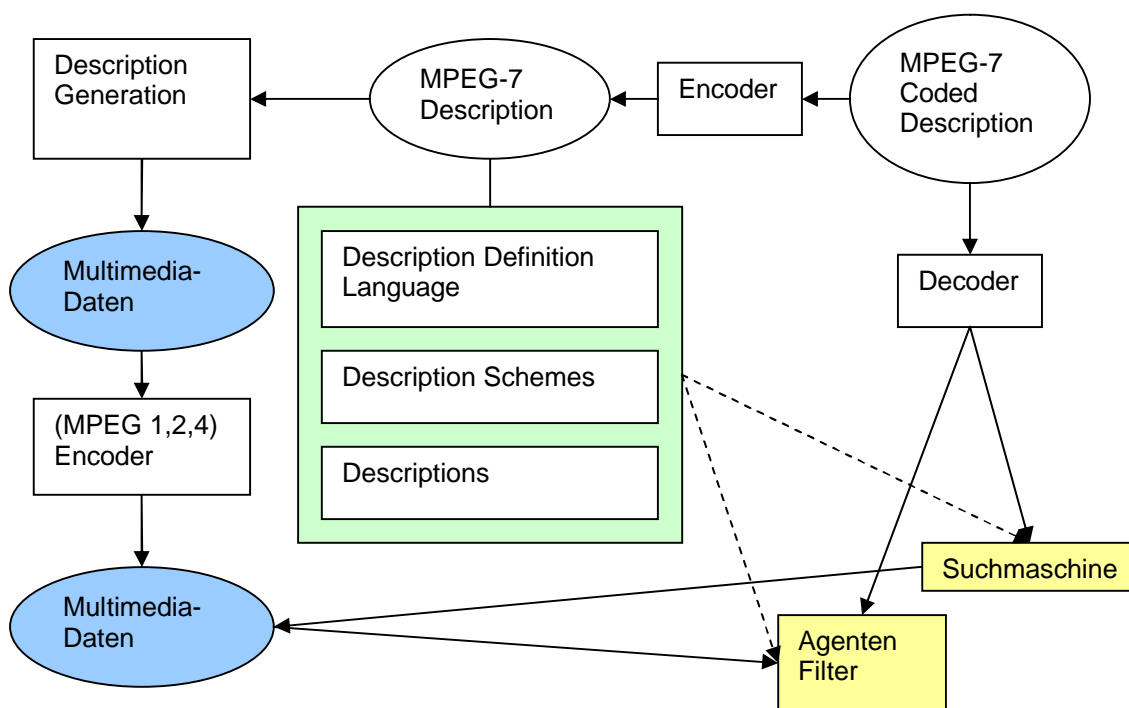 Description
Generation
MPEG-7
Description
Encoder
MPEG-7
Coded
Description
Multimedia-
Daten
Description Definition
Language
Decoder
Description Schemes
(MPEG 1,2,4)
Encoder
Descriptions
Suchmaschine
Multimedia-
Daten
Agenten
Filter